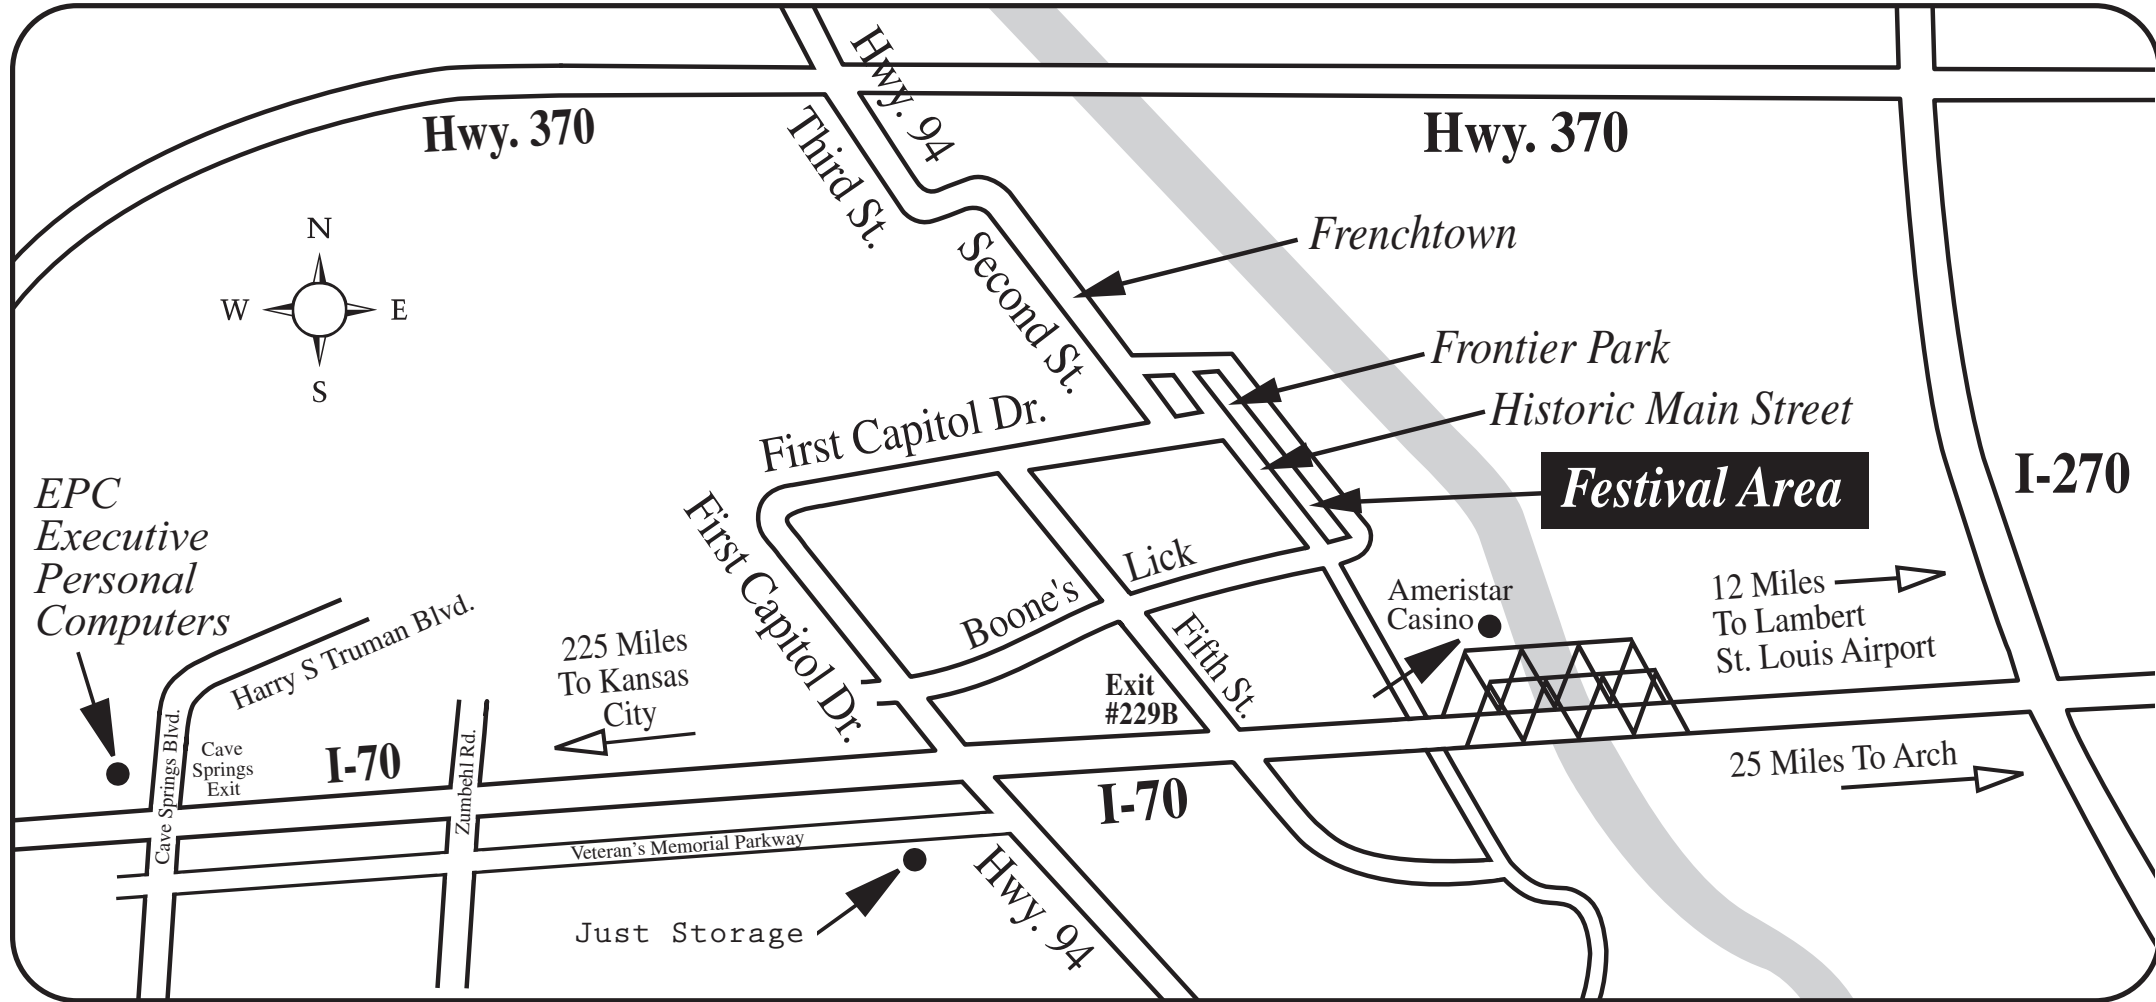 Hwy. 94
Hwy. 370
Hwy. 370
Third St.
N
W
E
S
Second St.
Frenchtown
Frontier Park
Historic Main Street
Festival Area
First Capitol Dr.
I-270
EPC
Executive
Personal
Computers
First Capitol Dr.
Lick
Boone's
Ameristar
Casino
12 Miles
To Lambert
St. Louis Airport
Harry S Truman Blvd.
225 Miles
To Kansas
City
Fifth St.
Exit
#229B
Cave Springs Blvd.
Cave
Springs
Exit
I-70
Zumbehl Rd.
I-70
25 Miles To Arch
Veteran's Memorial Parkway
Hwy. 94
Just Storage